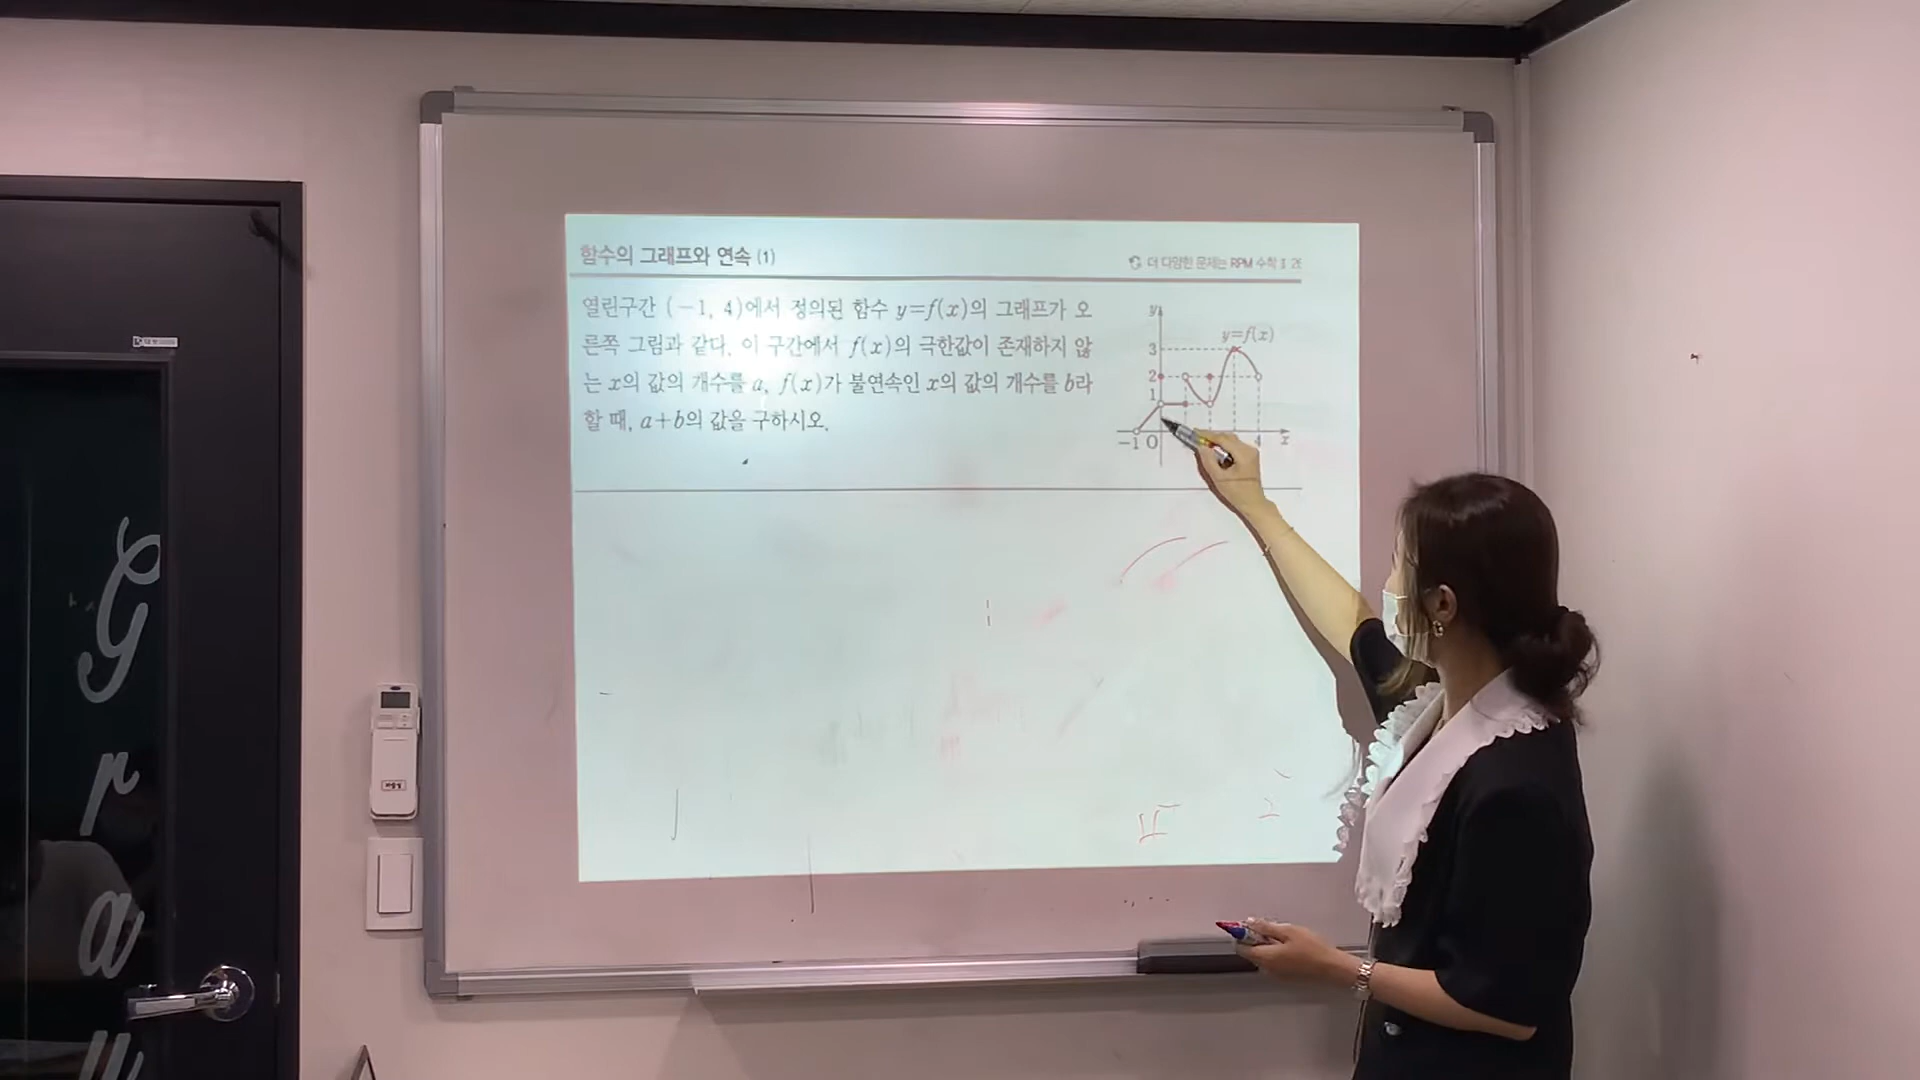 함수의 그래프와 연속 (1)
더 다양한 문제는 RPM 수학 Ⅱ 26
열린구간 (−1, 4)에서 정의된 함수 y=f(x)의 그래프가 오
른쪽 그림과 같다. 이 구간에서 f(x)의 극한값이 존재하지 않
는 x의 값의 개수를 a, f(x)가 불연속인 x의 값의 개수를 b라
할 때, a+b의 값을 구하시오.
y
y=f(x)
3
2
1
−1 O 4 x
G
r
a